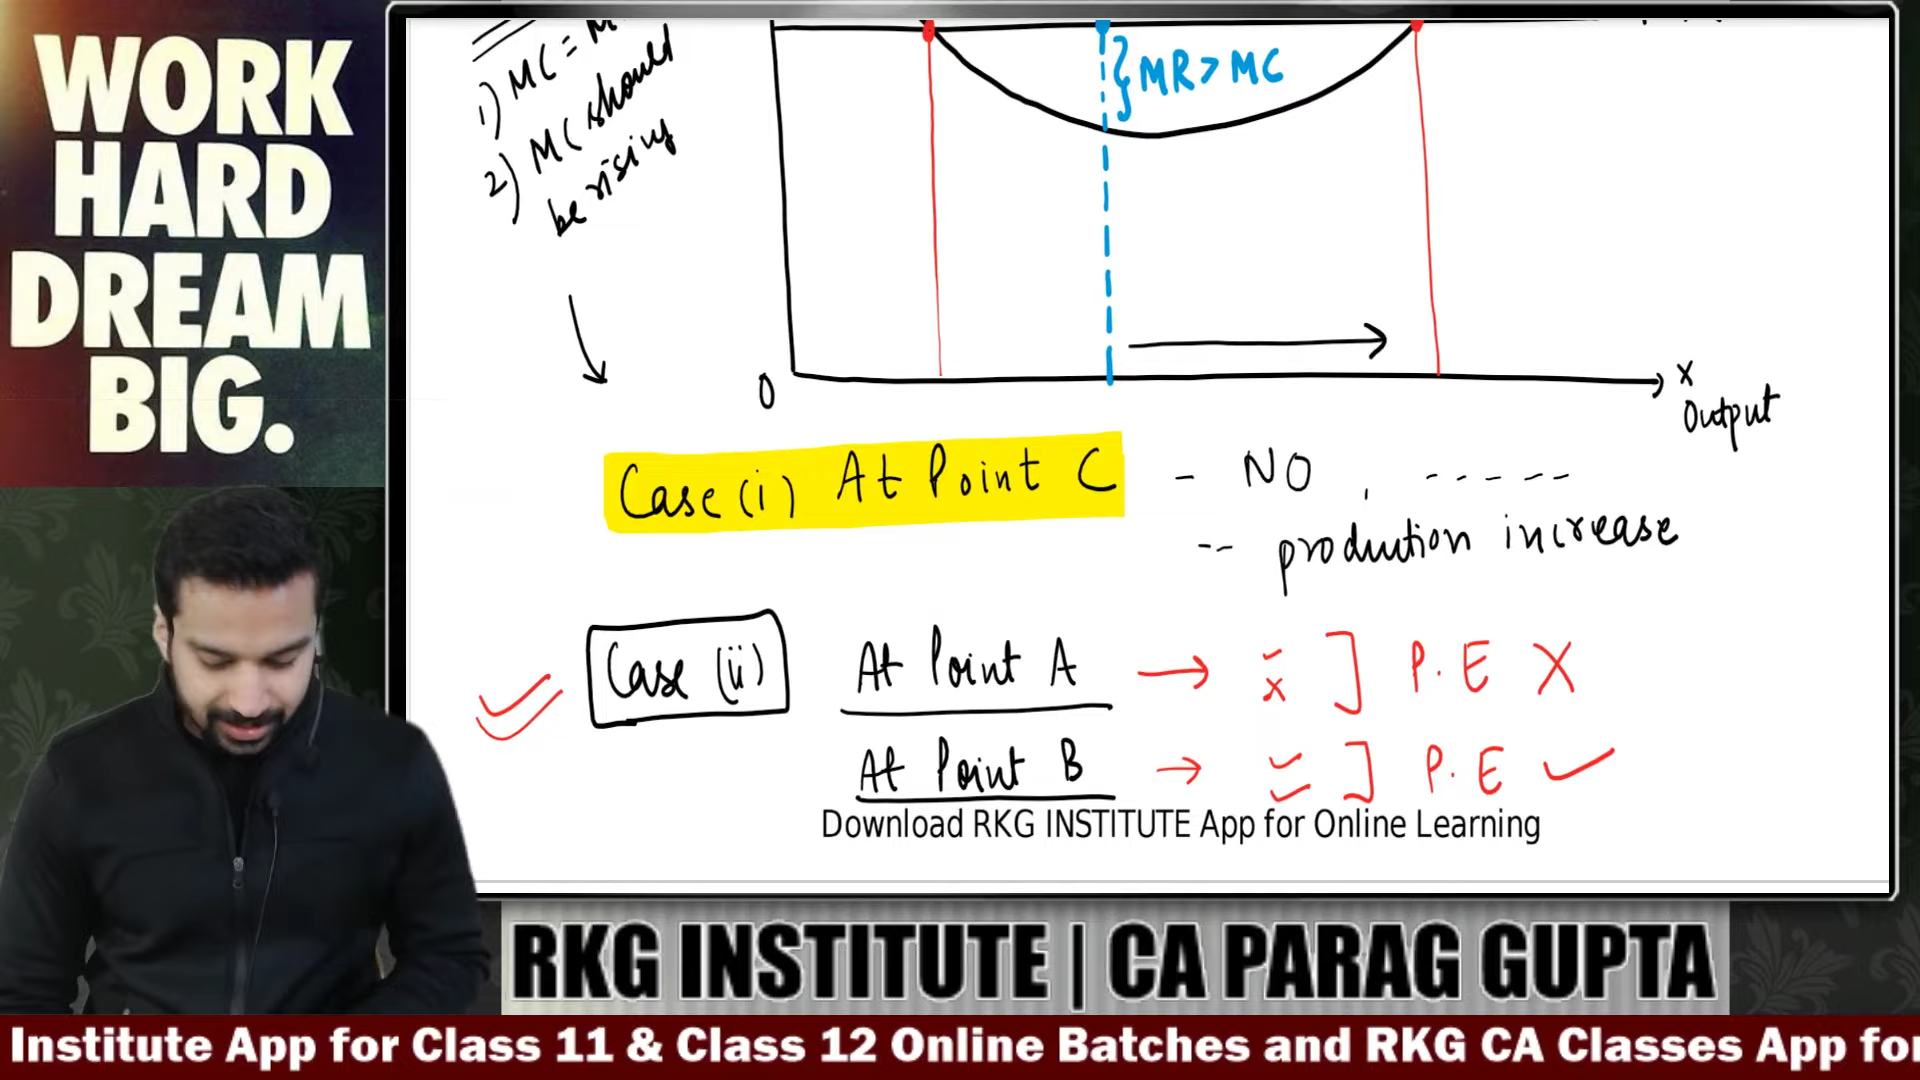 WORK
HARD
DREAM
BIG.
1) MC = M
2) MC should
be rising
} MR > MC
0
x
Output
Case (i) At Point C - NO , -----
-- prodution increase
Case (ii) At Point A → ✓ x ] P.E X
At Point B → ✓ ✓ ] P.E ✓
Download RKG INSTITUTE App for Online Learning
RKG INSTITUTE | CA PARAG GUPTA
Institute App for Class 11 & Class 12 Online Batches and RKG CA Classes App for